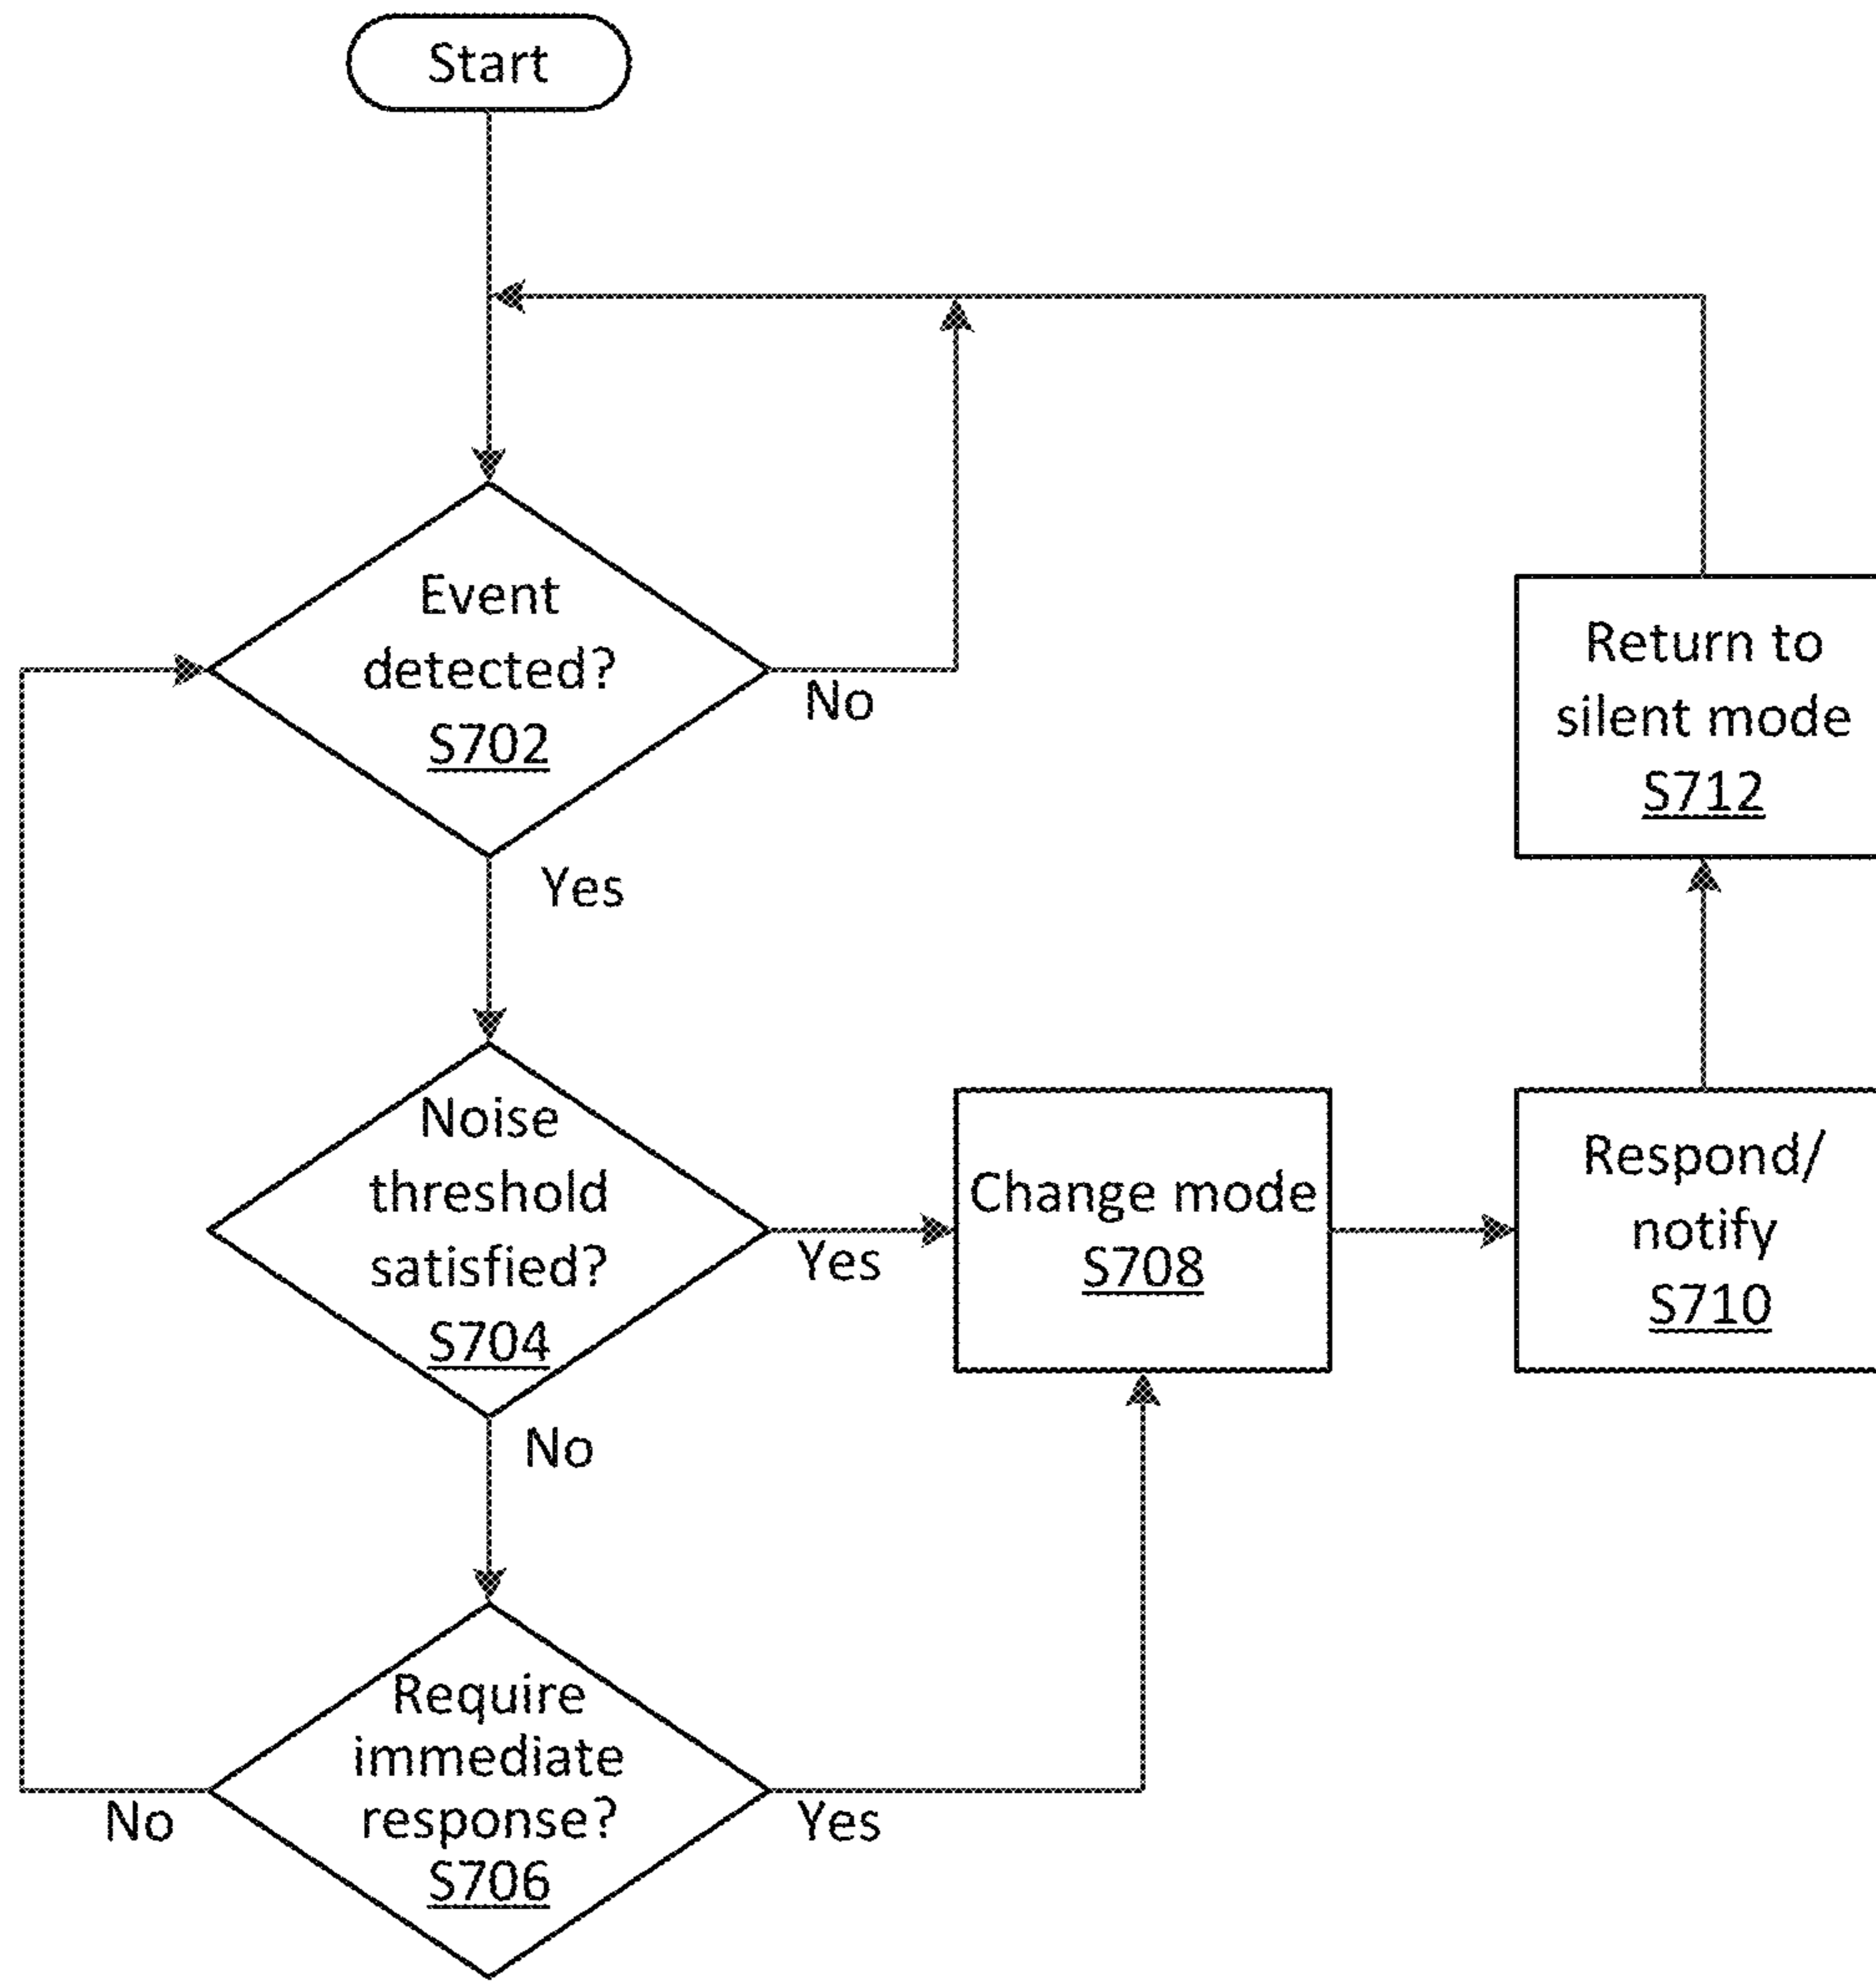 Start
Event
detected?
S702
No
Yes
Return to
silent mode
S712
Noise
threshold
satisfied?
S704
Yes
No
Change mode
S708
Respond/
notify
S710
Require
immediate
response?
S706
No
Yes